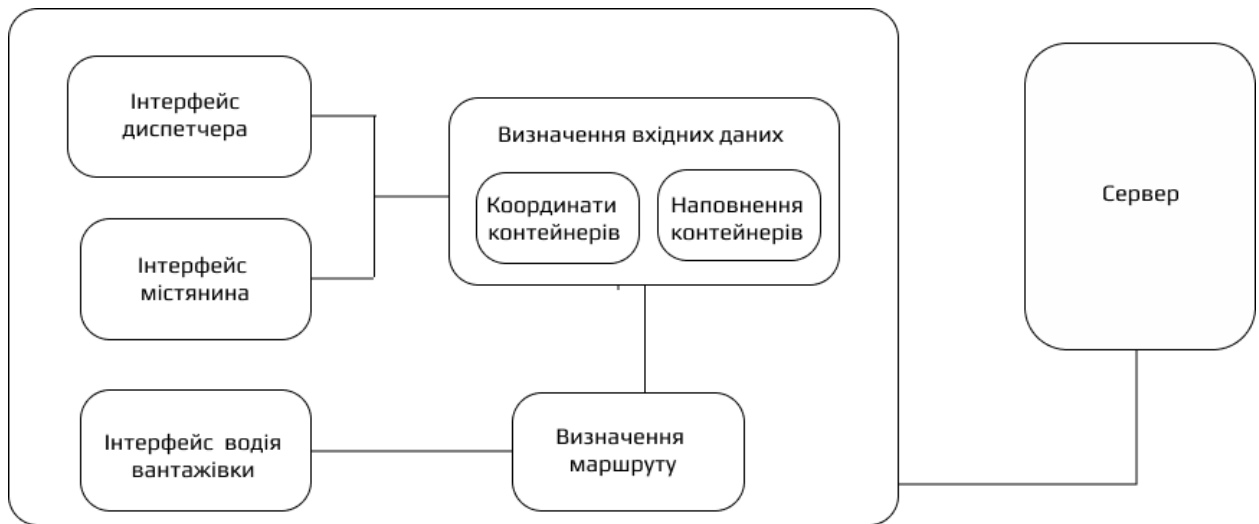 Інтерфейс
диспетчера
Визначення вхідних даних
Координати
контейнерів
Наповнення
контейнерів
Сервер
Інтерфейс
містянина
Інтерфейс водія
вантажівки
Визначення
маршруту